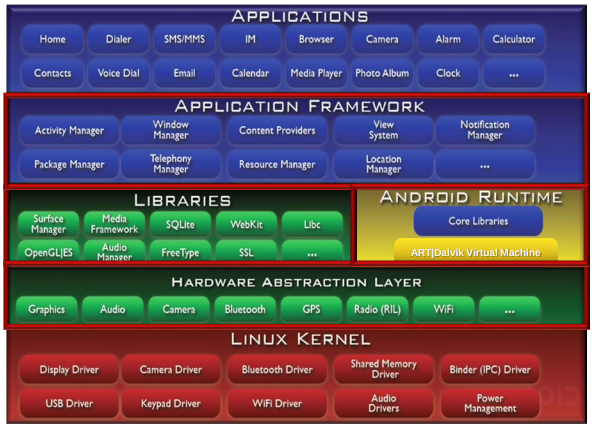 APPLICATIONS
Home Dialer SMS/MMS IM Browser Camera Alarm Calculator
Contacts Voice Dial Email Calendar Media Player Photo Album Clock ...
APPLICATION FRAMEWORK
Activity Manager Window Manager Content Providers View System Notification Manager
Package Manager Telephony Manager Resource Manager Location Manager ...
LIBRARIES
Surface Manager Media Framework SQLite WebKit Libc
OpenGL|ES Audio Manager FreeType SSL ...
ANDROID RUNTIME
Core Libraries
ART|Dalvik Virtual Machine
HARDWARE ABSTRACTION LAYER
Graphics Audio Camera Bluetooth GPS Radio (RIL) WiFi ...
LINUX KERNEL
Display Driver Camera Driver Bluetooth Driver Shared Memory Driver Binder (IPC) Driver
USB Driver Keypad Driver WiFi Driver Audio Drivers Power Management